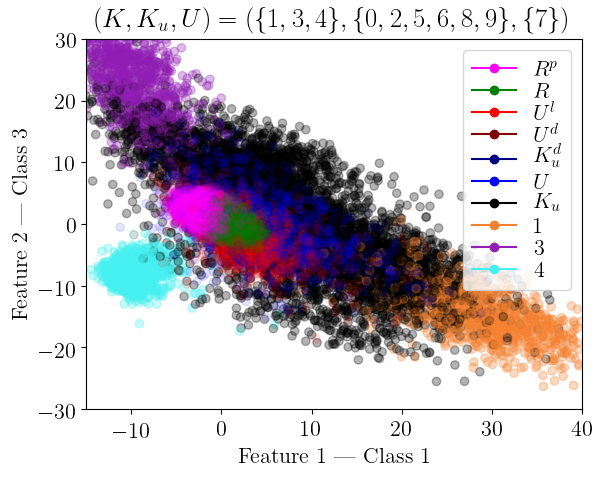 (K, K_u, U) = ({1, 3, 4}, {0, 2, 5, 6, 8, 9}, {7})
30
20
10
0
−10
−20
−30
Feature 2 — Class 3
R^p
R
U^l
U^d
K_u^d
U
K_u
1
3
4
−10 0 10 20 30 40
Feature 1 — Class 1